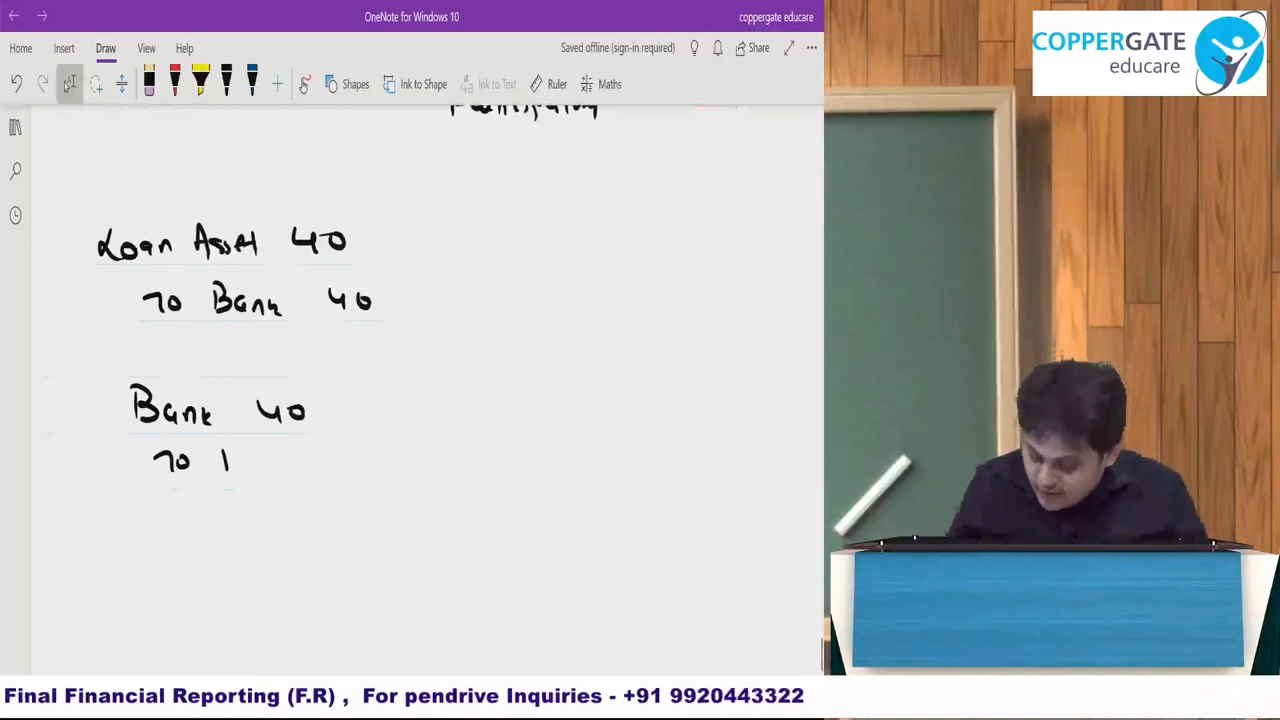 OneNote for Windows 10
coppergate educare
Home Insert Draw View Help
Saved offline (sign-in required)
Share
Shapes
Ink to Shape
Ink to Text
Ruler
Maths
COPPERGATE
educare
Loan Asset 40
To Bank 40
Bank 40
To
Final Financial Reporting (F.R) , For pendrive Inquiries - +91 9920443322